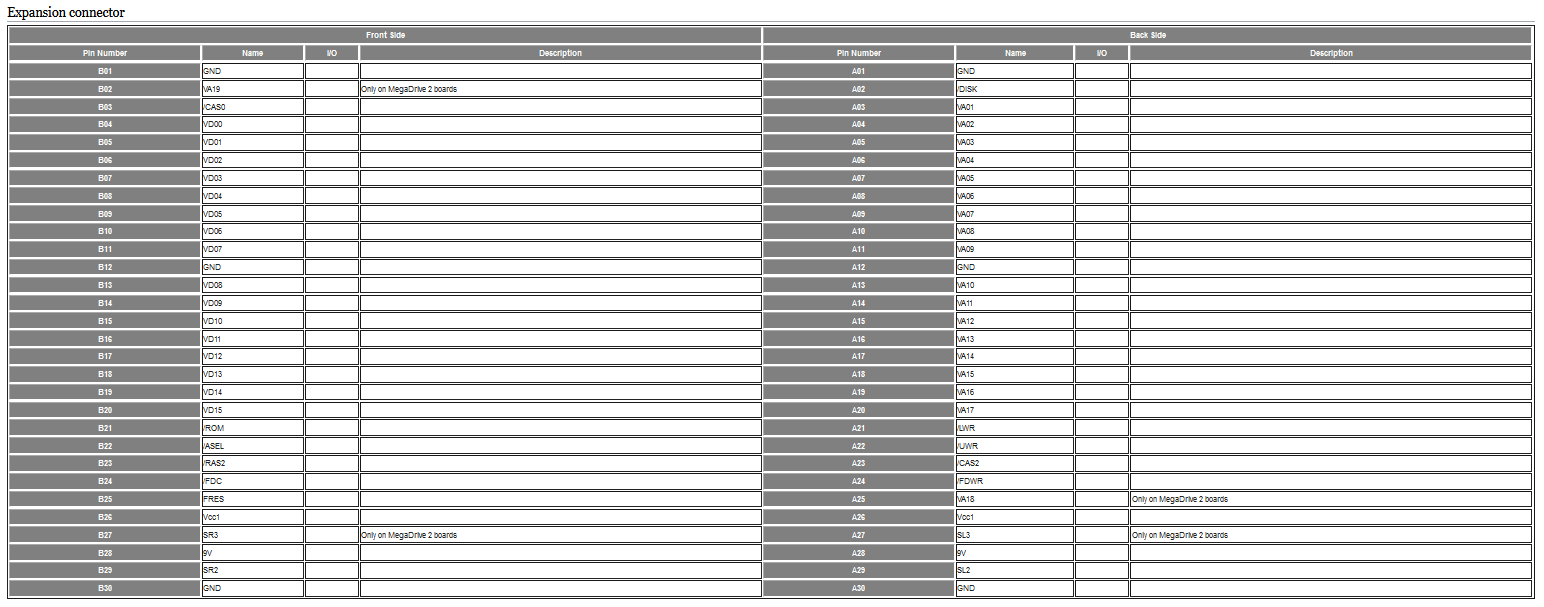 Expansion connector
Front Side Back Side
Pin Number Name I/O Description Pin Number Name I/O Description
B01 GND A01 GND
B02 VA19 Only on MegaDrive 2 boards A02 /DISK
B03 /CAS0 A03 VA01
B04 VD00 A04 VA02
B05 VD01 A05 VA03
B06 VD02 A06 VA04
B07 VD03 A07 VA05
B08 VD04 A08 VA06
B09 VD05 A09 VA07
B10 VD06 A10 VA08
B11 VD07 A11 VA09
B12 GND A12 GND
B13 VD08 A13 VA10
B14 VD09 A14 VA11
B15 VD10 A15 VA12
B16 VD11 A16 VA13
B17 VD12 A17 VA14
B18 VD13 A18 VA15
B19 VD14 A19 VA16
B20 VD15 A20 VA17
B21 /ROM A21 /LWR
B22 /ASEL A22 /UWR
B23 /RAS2 A23 /CAS2
B24 /FDC A24 /FDWR
B25 FRES A25 VA18 Only on MegaDrive 2 boards
B26 Vcc1 A26 Vcc1
B27 SR3 Only on MegaDrive 2 boards A27 SL3 Only on MegaDrive 2 boards
B28 9V A28 9V
B29 SR2 A29 SL2
B30 GND A30 GND